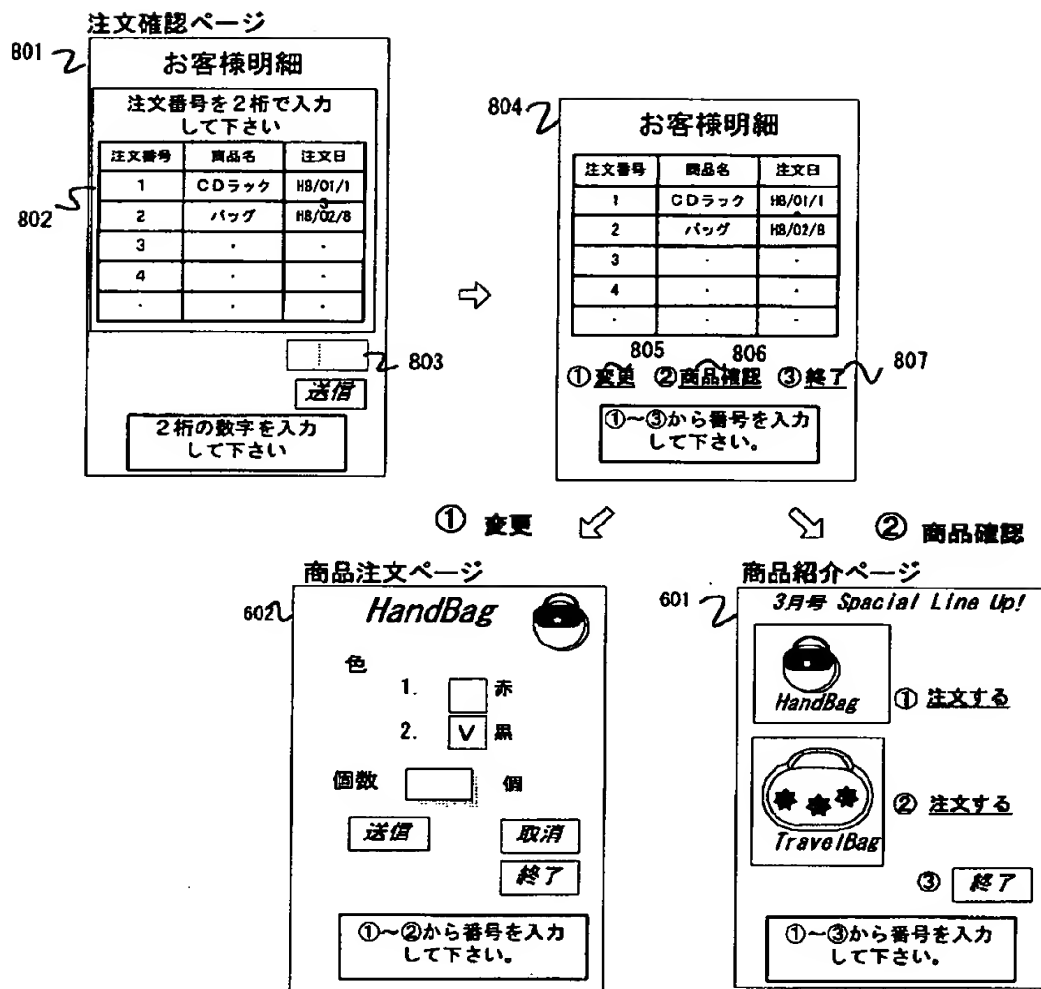 注文確認ページ
801
お客様明細
注文番号を2桁で入力
して下さい
注文番号 商品名 注文日
1 CDラック H8/01/1
3
2 バッグ H8/02/8
3 ・ ・
4 ・ ・
・ ・ ・
802
803
送信
2桁の数字を入力
して下さい
804
お客様明細
注文番号 商品名 注文日
1 CDラック H8/01/1
2 バッグ H8/02/8
3 ・ ・
4 ・ ・
・ ・ ・
805 806 807
①変更 ②商品確認 ③終了
①～③から番号を入力
して下さい。
① 変更
② 商品確認
商品注文ページ
602
HandBag
色
1. 赤
2. V 黒
個数 個
送信 取消
終了
①～②から番号を入力
して下さい。
商品紹介ページ
601
3月号 Spacial Line Up!
HandBag ① 注文する
② 注文する
TravelBag
③ 終了
①～③から番号を入力
して下さい。